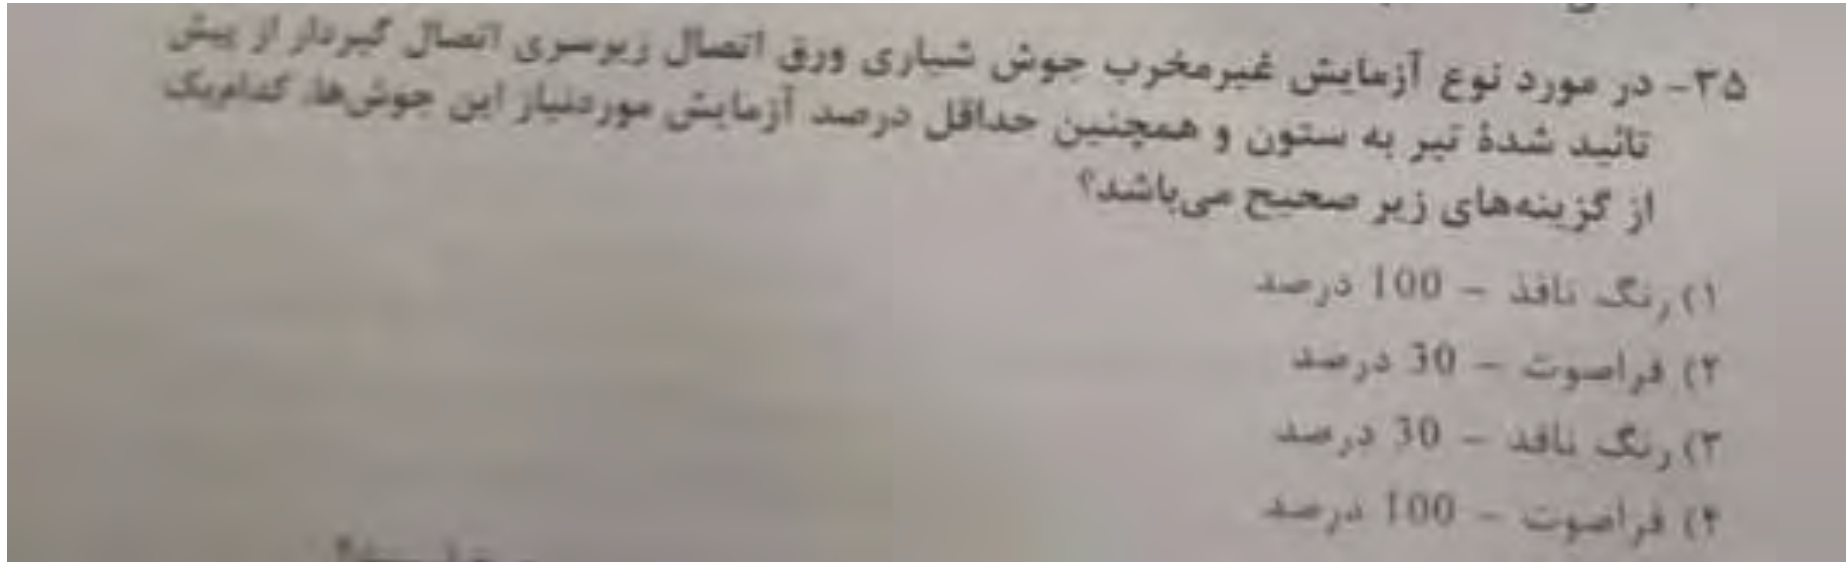 ۳۵- در مورد نوع آزمایش غیرمخرب جوش شیاری ورق اتصال زیرسری اتصال گیردار از پیش
تائید شدهٔ تیر به ستون و همچنین حداقل درصد آزمایش موردنیاز این جوش‌ها، کدام‌یک
از گزینه‌های زیر صحیح می‌باشد؟
۱) رنگ نافذ – 100 درصد
۲) فراصوت – 30 درصد
۳) رنگ نافذ – 30 درصد
۴) فراصوت – 100 درصد